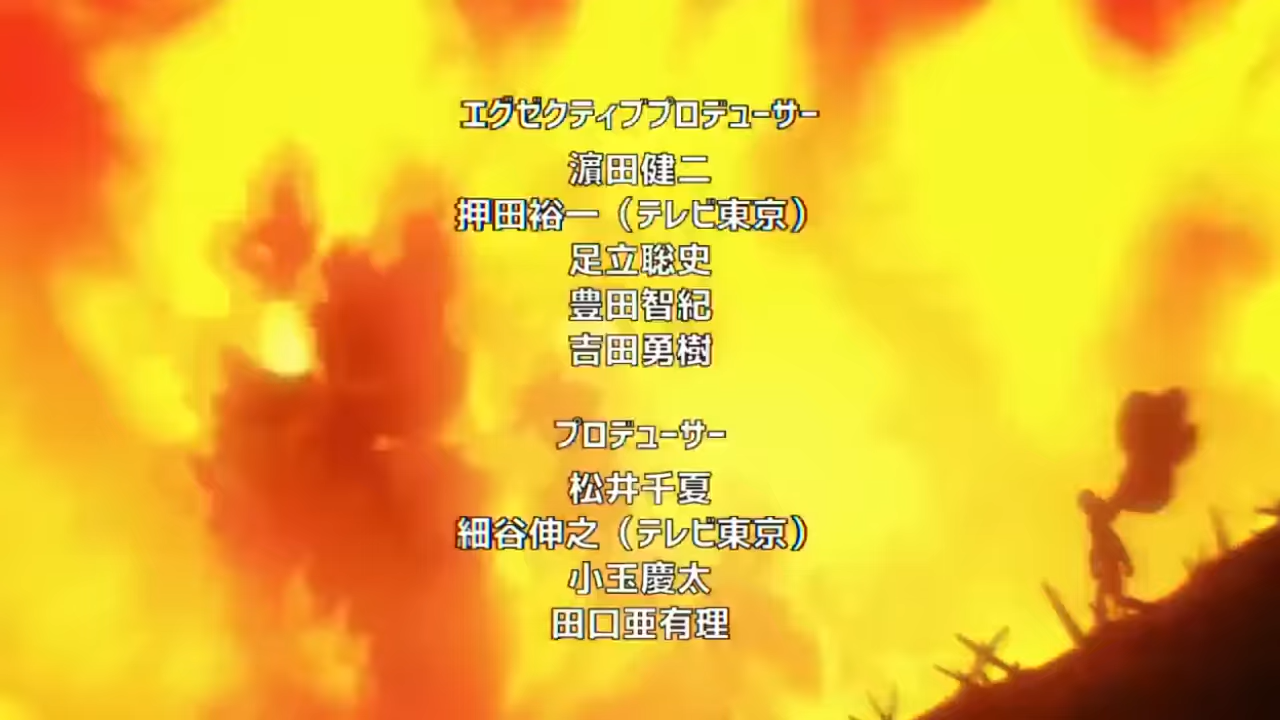 エグゼクティブプロデューサー
濵田健二
押田裕一（テレビ東京）
足立聡史
豊田智紀
吉田勇樹
プロデューサー
松井千夏
細谷伸之（テレビ東京）
小玉慶太
田口亜有理